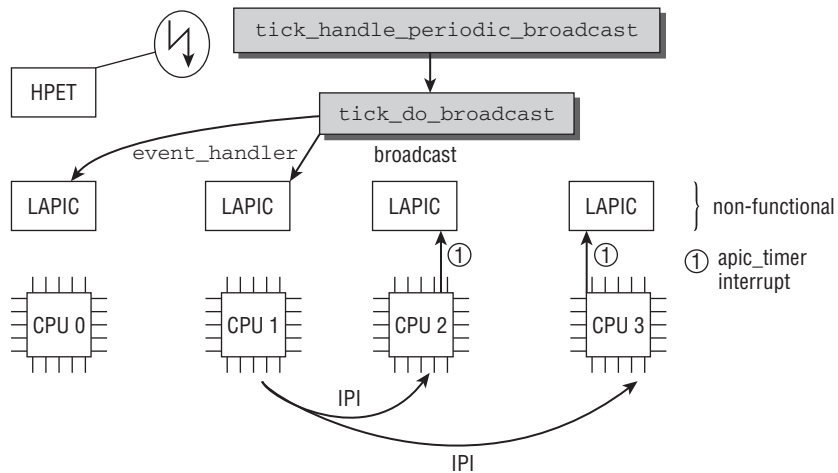 tick_handle_periodic_broadcast
HPET
tick_do_broadcast
event_handler
broadcast
LAPIC
LAPIC
LAPIC
LAPIC
non-functional
1
1
1 apic_timer
interrupt
CPU 0
CPU 1
CPU 2
CPU 3
IPI
IPI